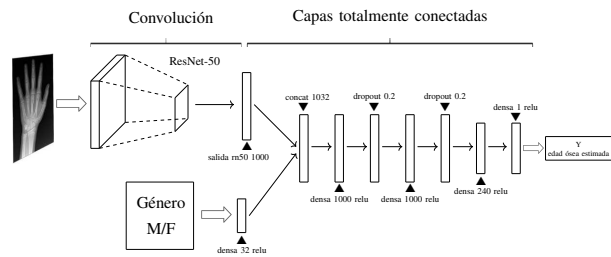 Convolución
Capas totalmente conectadas
ResNet-50
concat 1032
dropout 0.2
dropout 0.2
densa 1 relu
salida rn50 1000
densa 1000 relu
densa 1000 relu
densa 240 relu
Y
edad ósea estimada
Género
M/F
densa 32 relu